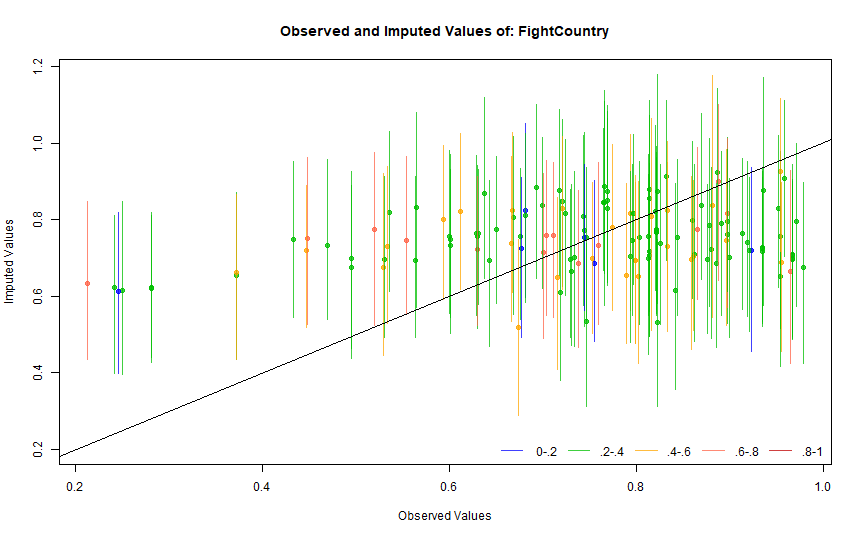 Observed and Imputed Values of: FightCountry
Imputed Values
1.2
1.0
0.8
0.6
0.4
0.2
0-.2 .2-.4 .4-.6 .6-.8 .8-1
0.2 0.4 0.6 0.8 1.0
Observed Values